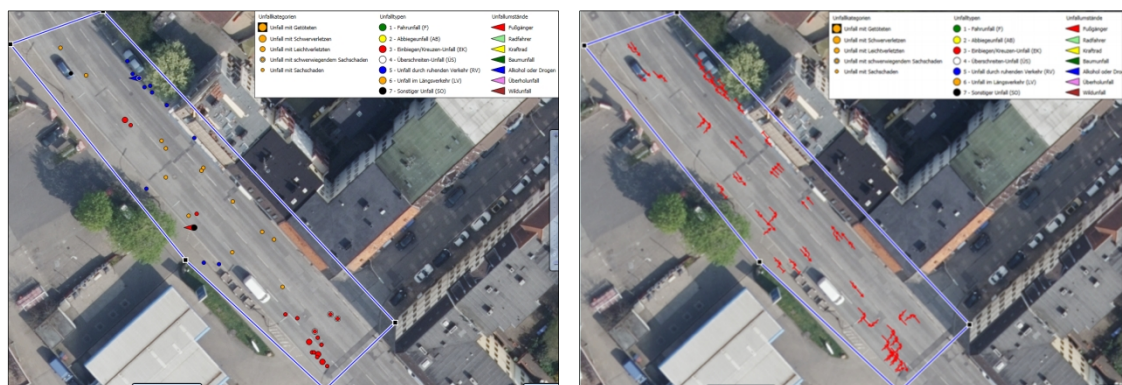 Unfallkategorien Unfalltypen Unfallumstände
Unfall mit Getöteten 1 - Fahrunfall (F) Fußgänger
Unfall mit Schwerverletzten 2 - Abbiegeunfall (AB) Radfahrer
Unfall mit Leichtverletzten 3 - Einbiegen/Kreuzen-Unfall (EK) Kraftrad
Unfall mit schwerwiegendem Sachschaden 4 - Überschreiten-Unfall (ÜS) Baumunfall
Unfall mit Sachschaden 5 - Unfall durch ruhenden Verkehr (RV) Alkohol oder Drogen
6 - Unfall im Längsverkehr (LV) Überholunfall
7 - Sonstiger Unfall (SO) Wildunfall
Unfallkategorien Unfalltypen Unfallumstände
Unfall mit Getöteten 1 - Fahrunfall (F) Fußgänger
Unfall mit Schwerverletzten 2 - Abbiegeunfall (AB) Radfahrer
Unfall mit Leichtverletzten 3 - Einbiegen/Kreuzen-Unfall (EK) Kraftrad
Unfall mit schwerwiegendem Sachschaden 4 - Überschreiten-Unfall (ÜS) Baumunfall
Unfall mit Sachschaden 5 - Unfall durch ruhenden Verkehr (RV) Alkohol oder Drogen
6 - Unfall im Längsverkehr (LV) Überholunfall
7 - Sonstiger Unfall (SO) Wildunfall